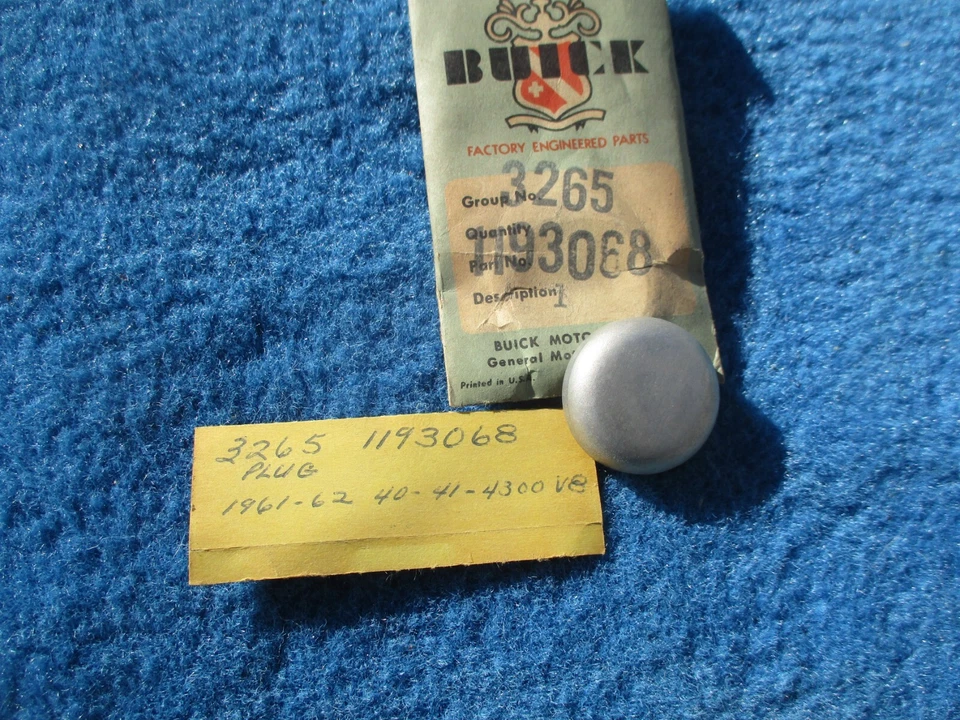 BUICK
FACTORY ENGINEERED PARTS
Group No. 3265
Quantity
Part No. 1193068
Description 1
BUICK MOTO
General Mo
Printed in U.S.A.
3265 1193068
PLUG
1961-62 40-41-4300 V8